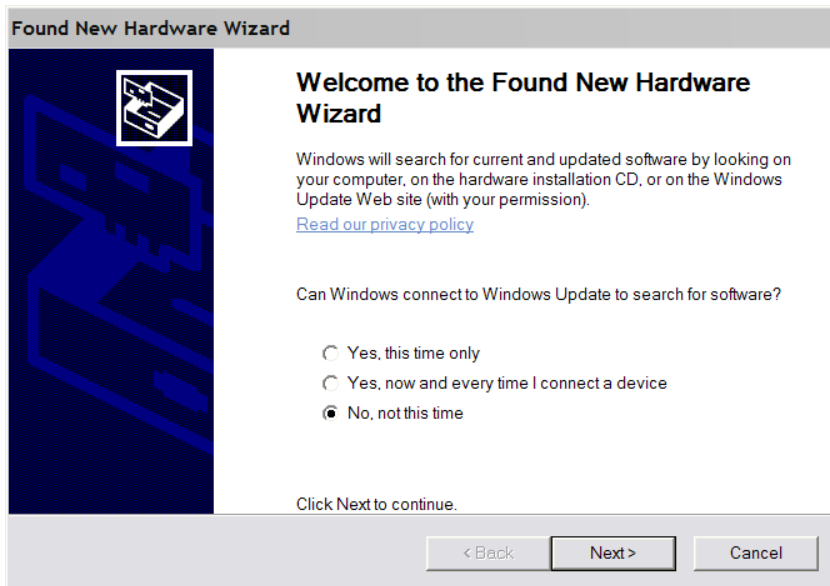 Found New Hardware Wizard
Welcome to the Found New Hardware
Wizard
Windows will search for current and updated software by looking on
your computer, on the hardware installation CD, or on the Windows
Update Web site (with your permission).
Read our privacy policy
Can Windows connect to Windows Update to search for software?
Yes, this time only
Yes, now and every time I connect a device
No, not this time
Click Next to continue.
< Back Next > Cancel